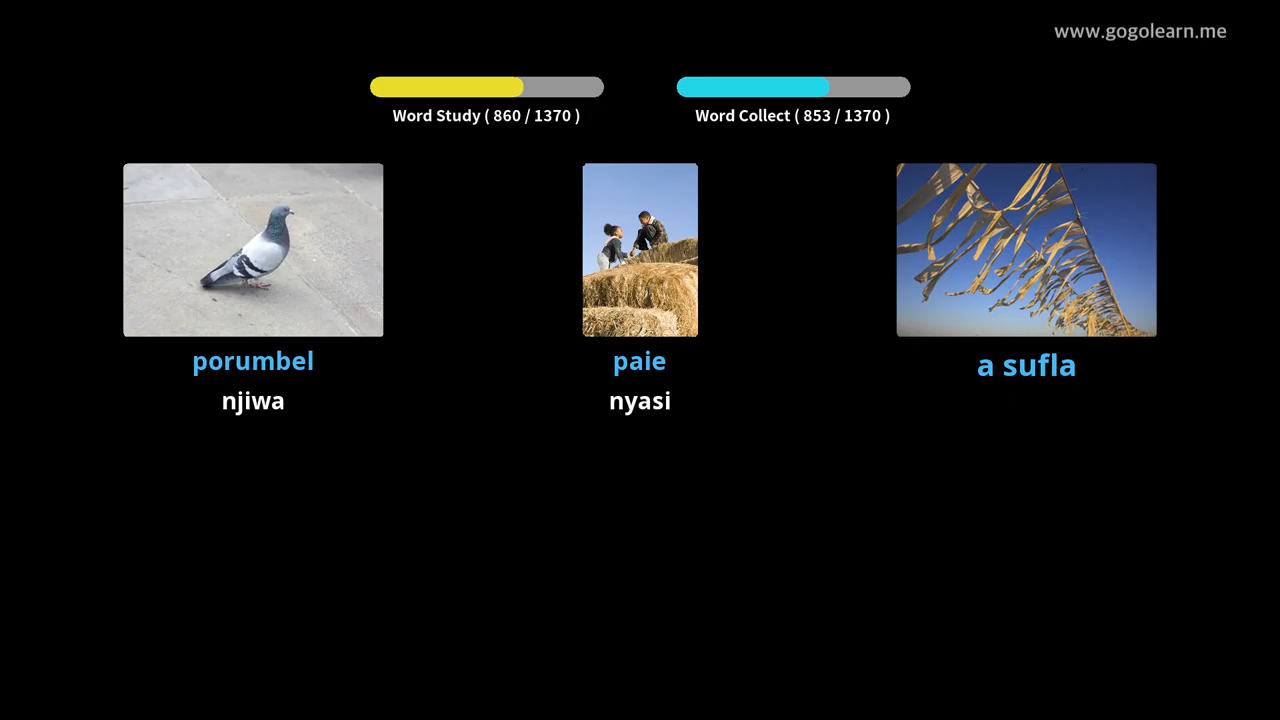 www.gogolearn.me
Word Study ( 860 / 1370 )
Word Collect ( 853 / 1370 )
porumbel
njiwa
paie
nyasi
a sufla